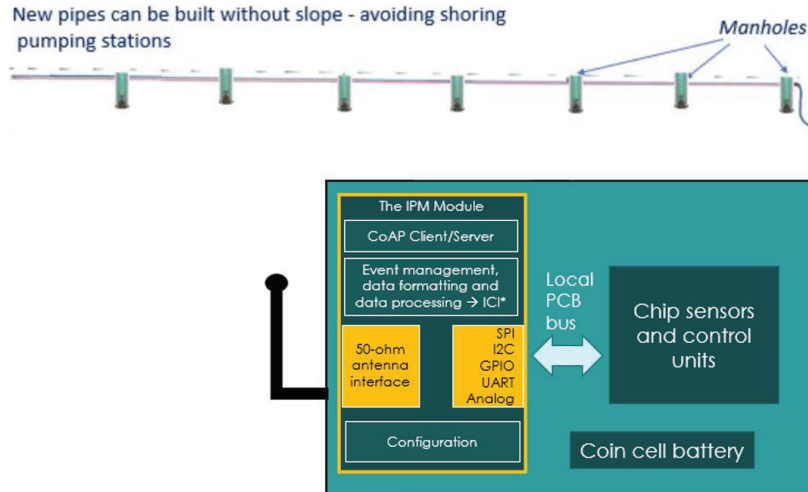 New pipes can be built without slope - avoiding shoring
pumping stations
Manholes
The IPM Module
CoAP Client/Server
Event management,
data formatting and
data processing → ICI*
50-ohm
antenna
interface
SPI
I2C
GPIO
UART
Analog
Configuration
Local
PCB
bus
Chip sensors
and control
units
Coin cell battery